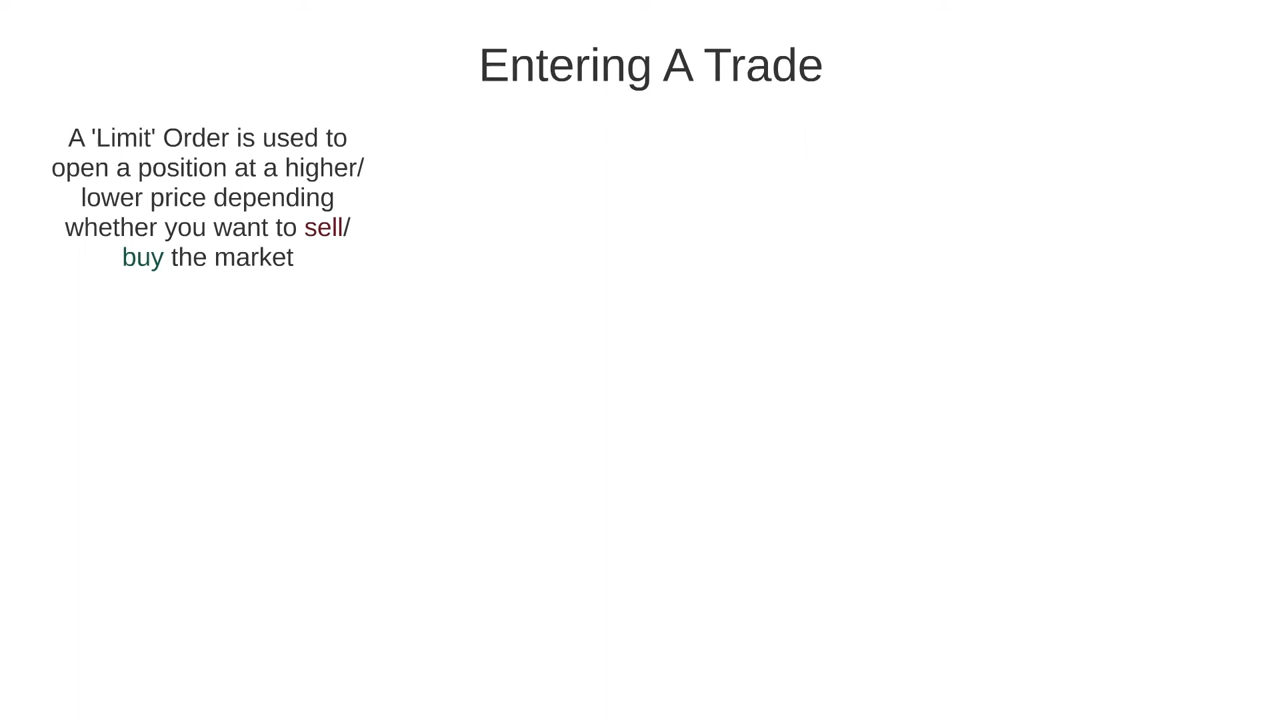 Entering A Trade
A 'Limit' Order is used to
open a position at a higher/
lower price depending
whether you want to sell/
buy the market